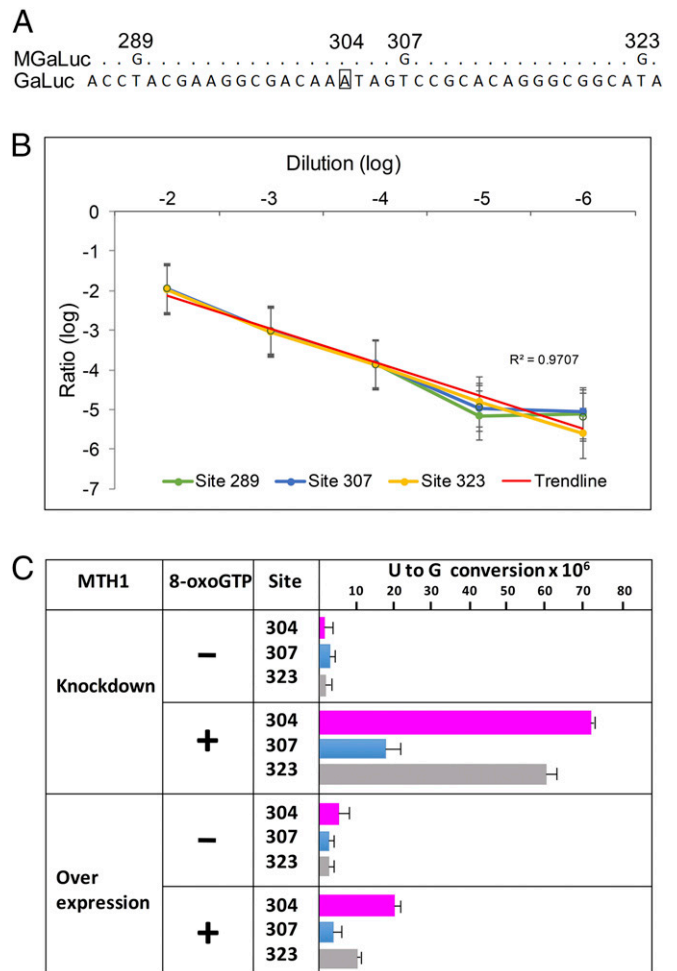 A
289 304 307 323
MGaLuc . . . G . . . . . . . . . . . . . . . . . G . . . . . . . . . . . . . . . G .
GaLuc A C C T A C G A A G G C G A C A A A T A G T C C G C A C A G G G C G G C A T A
B
Dilution (log)
-2 -3 -4 -5 -6
0
-1
-2
-3
-4
-5
-6
-7
Ratio (log)
R² = 0.9707
Site 289 Site 307 Site 323 Trendline
C
MTH1 8-oxoGTP Site U to G conversion x 10⁶
10 20 30 40 50 60 70 80
Knockdown
−
304
307
323
+
304
307
323
Over
expression
−
304
307
323
+
304
307
323